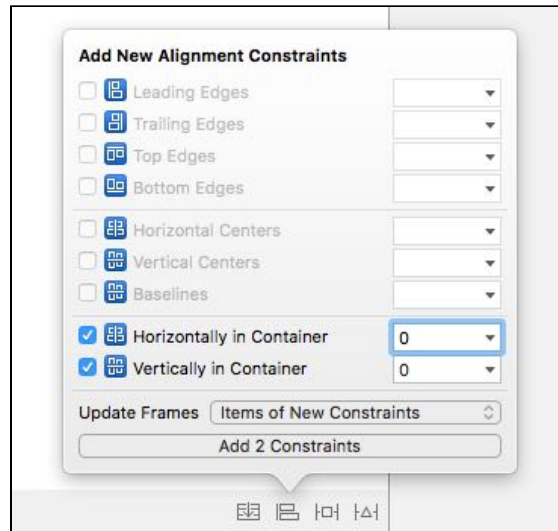 Add New Alignment Constraints
Leading Edges
Trailing Edges
Top Edges
Bottom Edges
Horizontal Centers
Vertical Centers
Baselines
Horizontally in Container 0
Vertically in Container 0
Update Frames Items of New Constraints
Add 2 Constraints